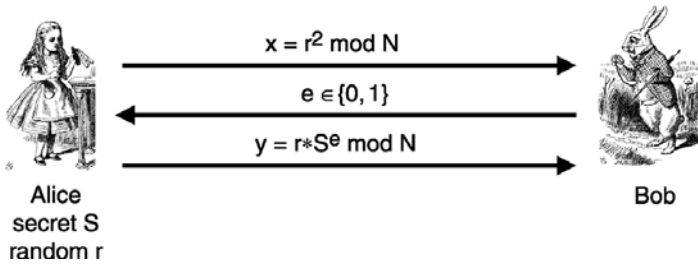 x = r² mod N
e ∈ {0, 1}
y = r*Sᵉ mod N
Alice
secret S
random r
Bob